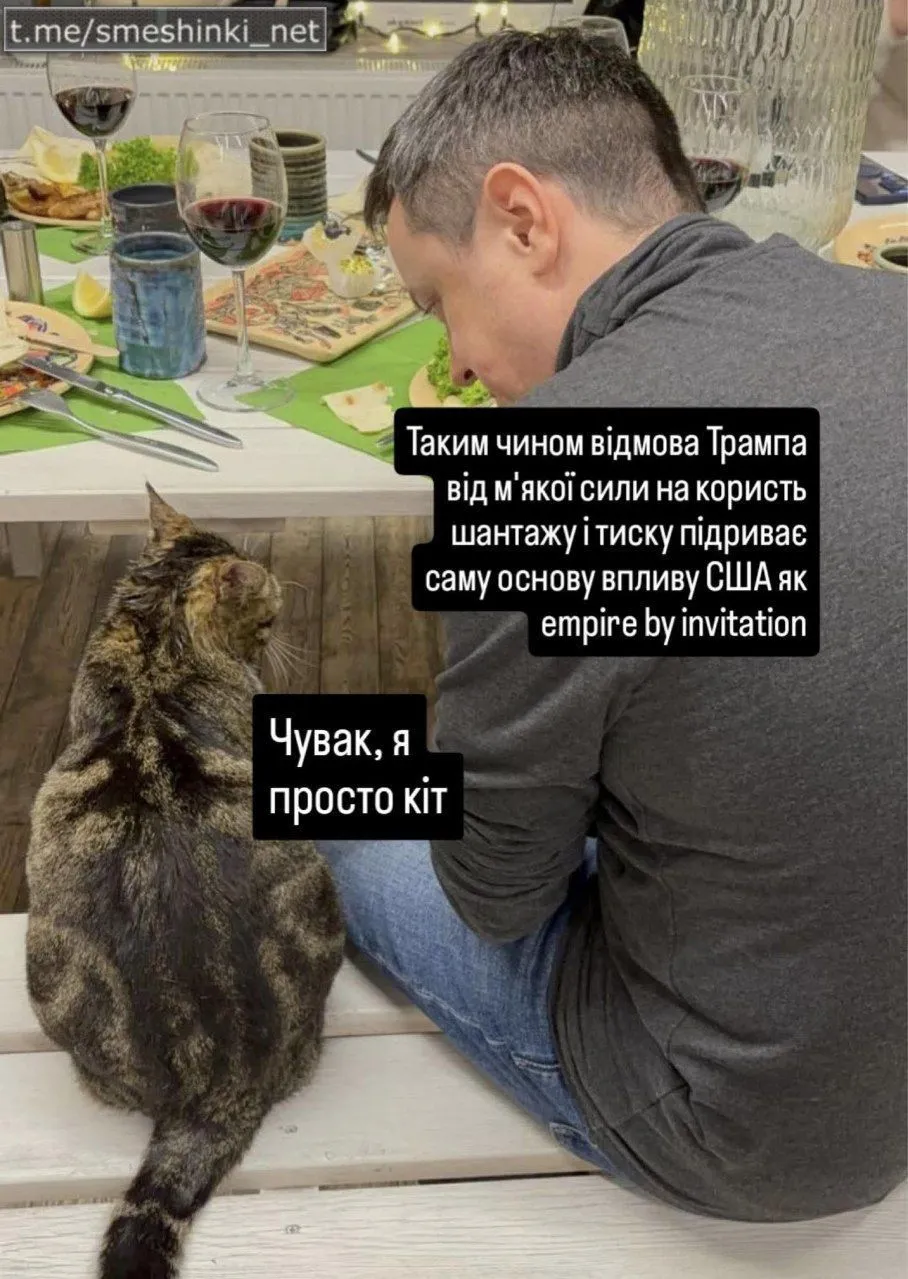 t.me/smeshinki_net
Таким чином відмова Трампа
від м'якої сили на користь
шантажу і тиску підриває
саму основу впливу США як
empire by invitation
Чувак, я
просто кіт